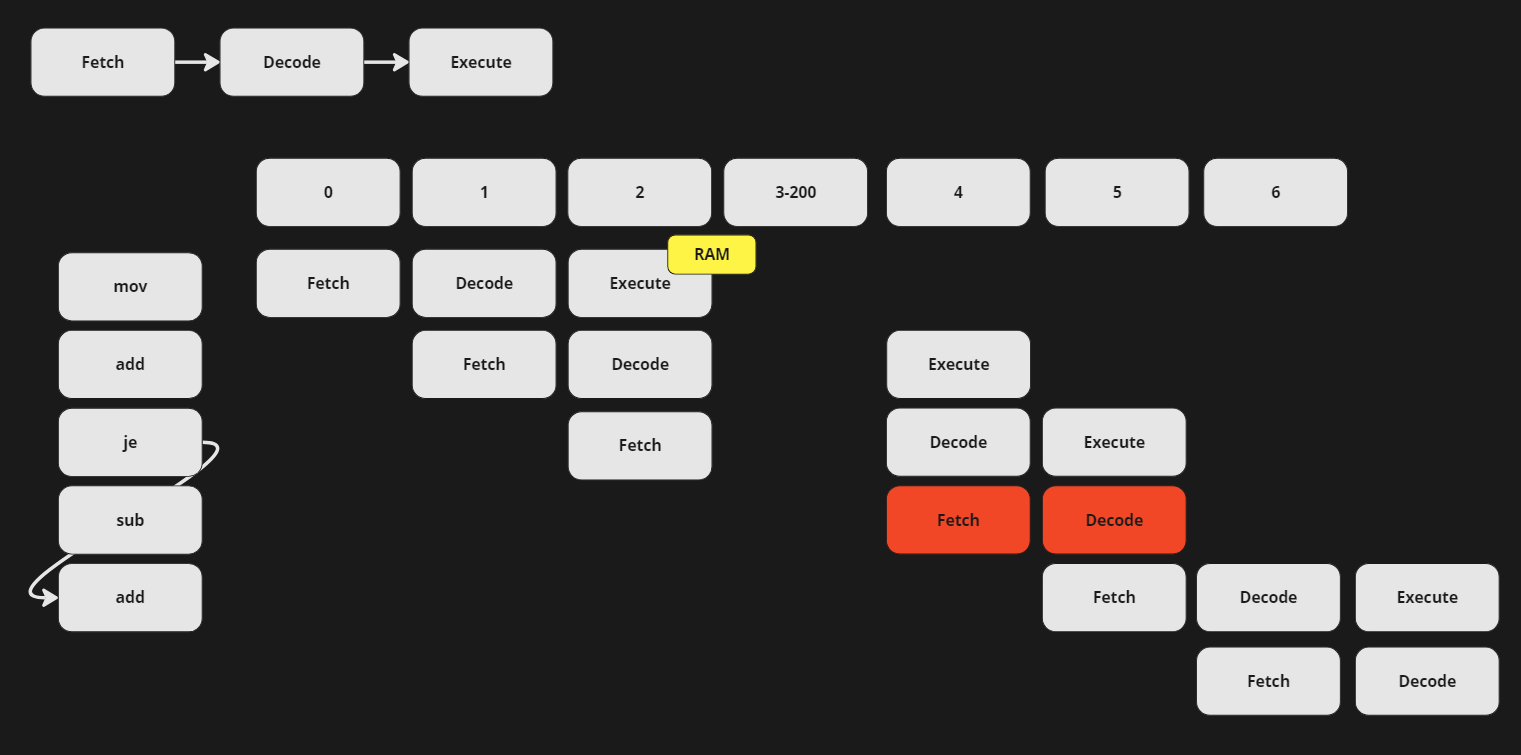 Fetch
Decode
Execute
0
1
2
3-200
4
5
6
RAM
mov
Fetch
Decode
Execute
add
Fetch
Decode
Execute
je
Fetch
Decode
Execute
sub
Fetch
Decode
add
Fetch
Decode
Execute
Fetch
Decode